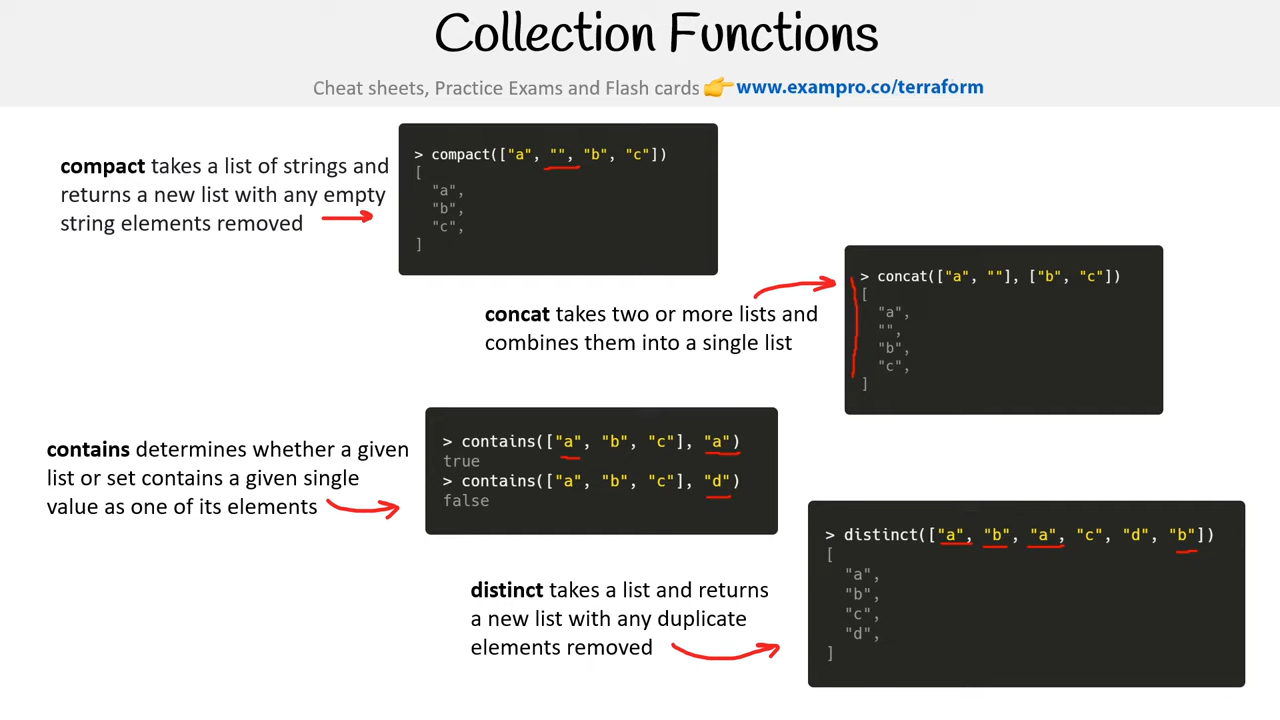 Collection Functions
Cheat sheets, Practice Exams and Flash cards 👉 www.exampro.co/terraform
compact takes a list of strings and
returns a new list with any empty
string elements removed
> compact(["a", "", "b", "c"])
[
  "a",
  "b",
  "c",
]
concat takes two or more lists and
combines them into a single list
> concat(["a", ""], ["b", "c"])
[
  "a",
  "",
  "b",
  "c",
]
contains determines whether a given
list or set contains a given single
value as one of its elements
> contains(["a", "b", "c"], "a")
true
> contains(["a", "b", "c"], "d")
false
distinct takes a list and returns
a new list with any duplicate
elements removed
> distinct(["a", "b", "a", "c", "d", "b"])
[
  "a",
  "b",
  "c",
  "d",
]